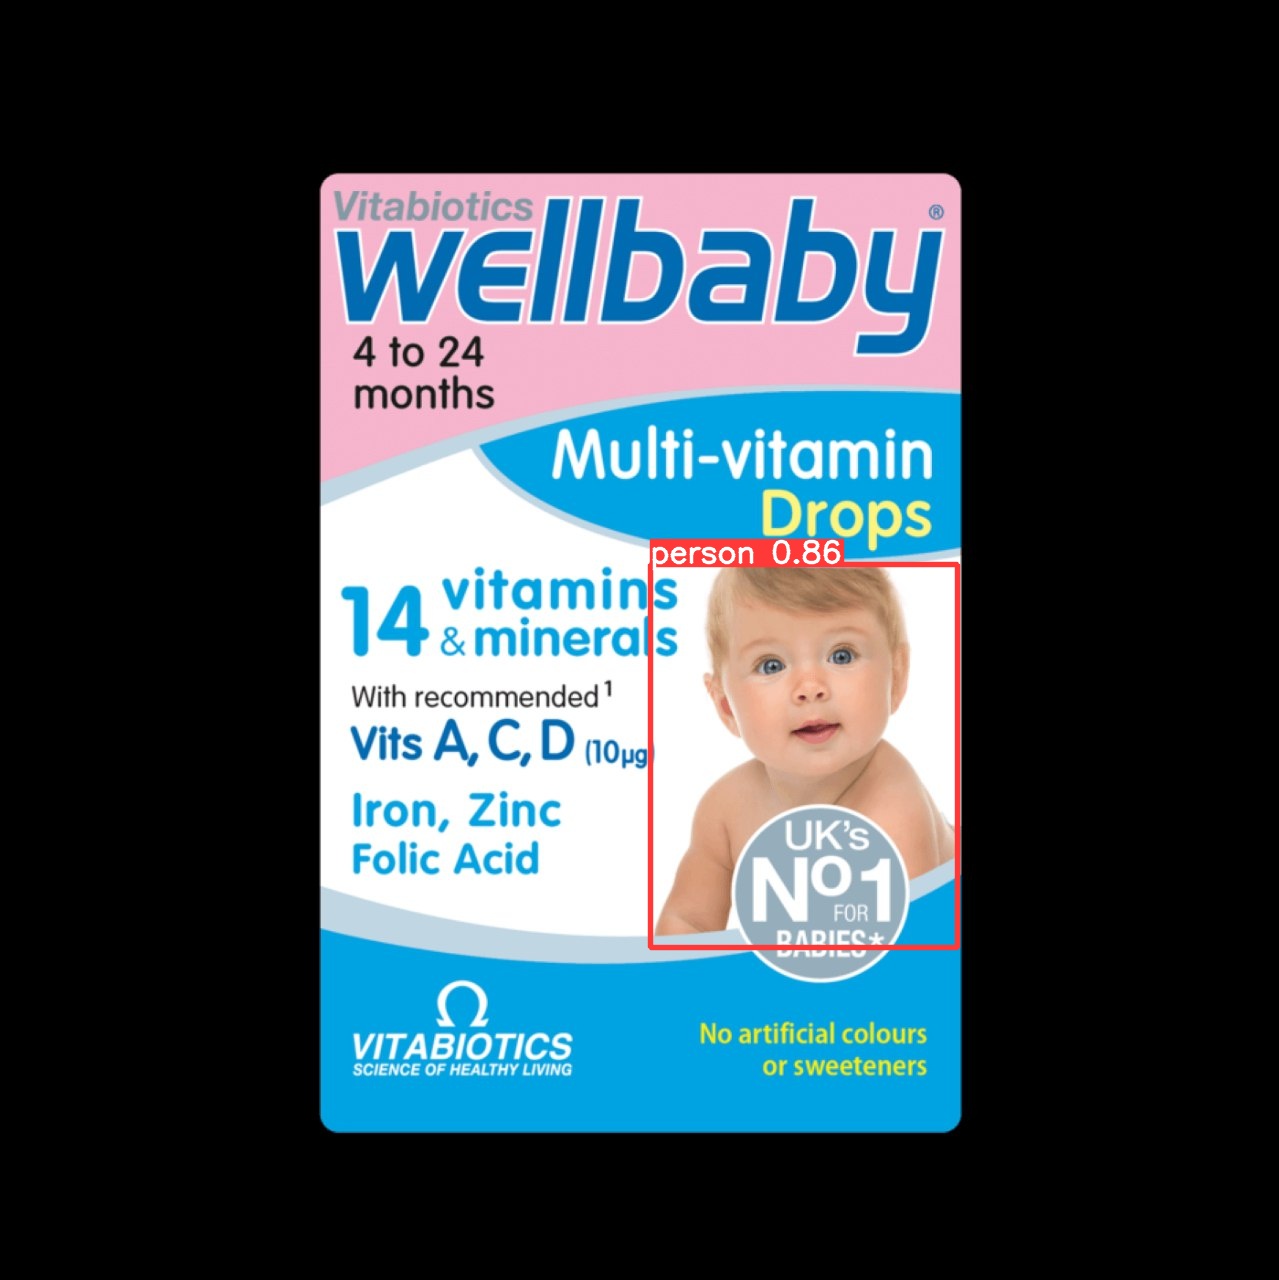 Vitabiotics
wellbaby®
4 to 24
months
Multi-vitamin
Drops
person 0.86
14 vitamins
& minerals
With recommended¹
Vits A, C, D (10µg)
Iron, Zinc
Folic Acid
UK's
Nº1
FOR
BABIES*
VITABIOTICS
SCIENCE OF HEALTHY LIVING
No artificial colours
or sweeteners